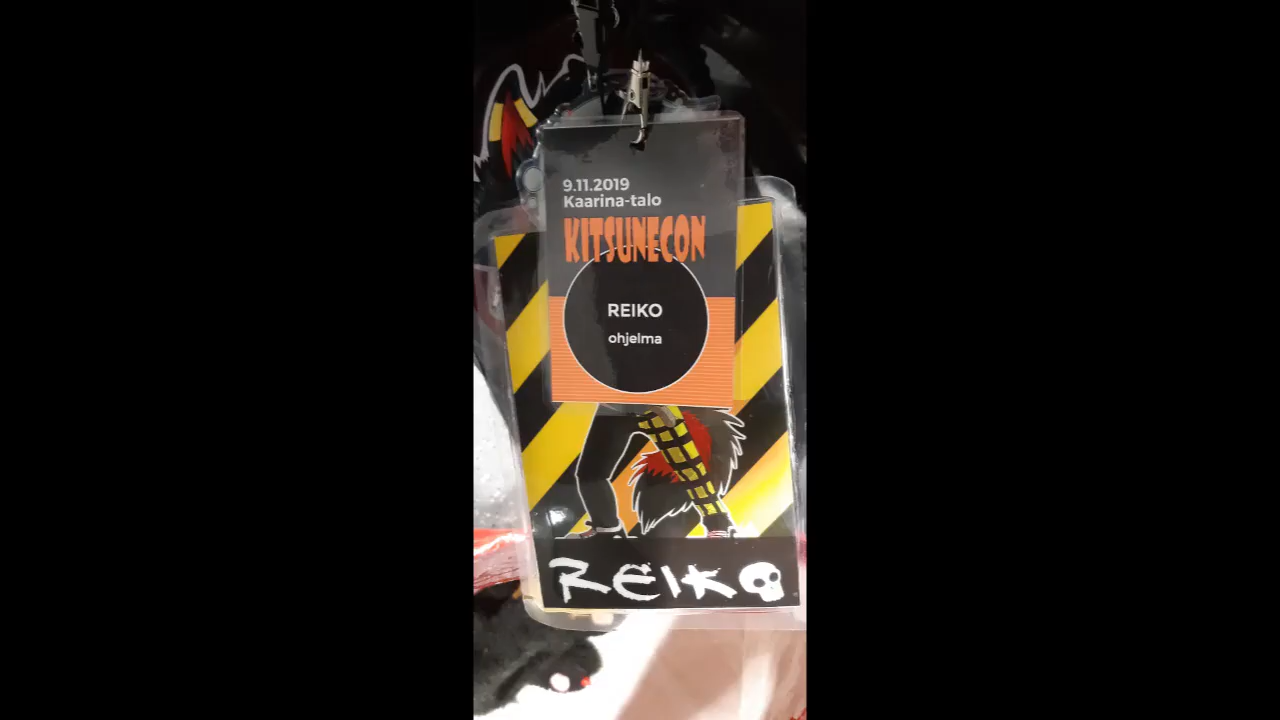 9.11.2019
Kaarina-talo
KITSUNECON
REIKO
ohjelma
REIKO